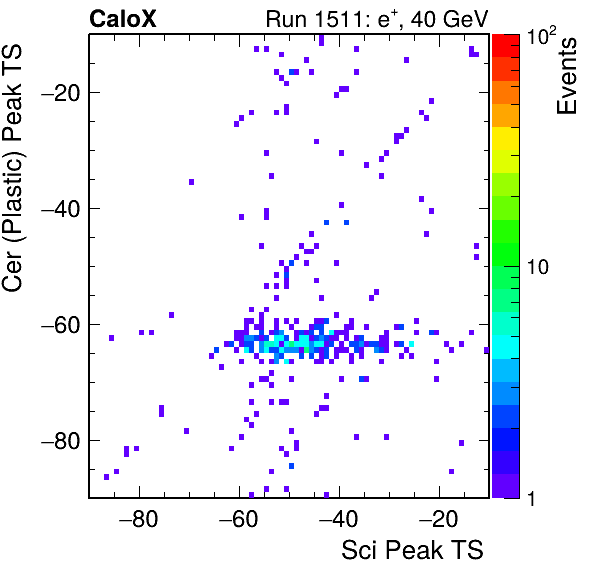 CaloX Run 1511: e⁺, 40 GeV
Cer (Plastic) Peak TS
−20
−40
−60
−80
−80 −60 −40 −20
Sci Peak TS
10²
10
1
Events